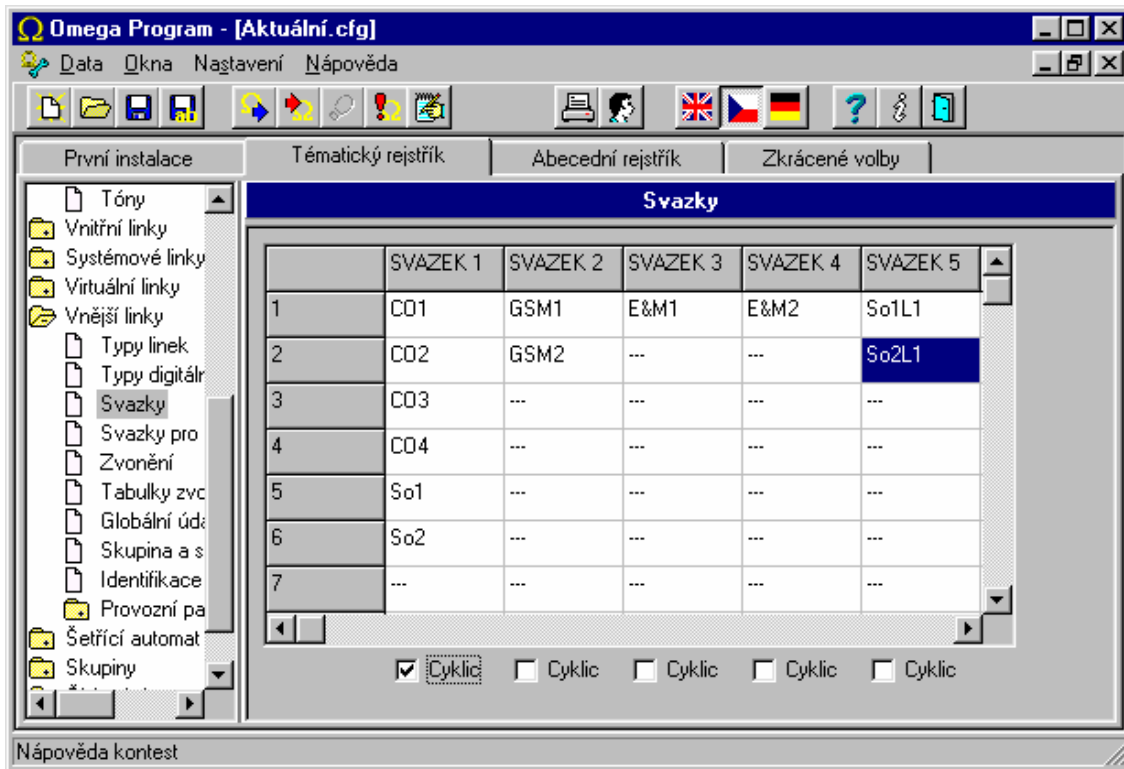 Omega Program - [Aktuální.cfg]
Data Okna Nastavení Nápověda
První instalace Tématický rejstřík Abecední rejstřík Zkrácené volby
Tóny
Vnitřní linky
Systémové linky
Virtuální linky
Vnější linky
Typy linek
Typy digitálr
Svazky
Svazky pro
Zvonění
Tabulky zvo
Globální úda
Skupina a s
Identifikace
Provozní pa
Šetřící automat
Skupiny
Svazky
SVAZEK 1 SVAZEK 2 SVAZEK 3 SVAZEK 4 SVAZEK 5
1 CO1 GSM1 E&M1 E&M2 So1L1
2 CO2 GSM2 --- --- So2L1
3 CO3 --- --- --- ---
4 CO4 --- --- --- ---
5 So1 --- --- --- ---
6 So2 --- --- --- ---
7 --- --- --- --- ---
Cyklic Cyklic Cyklic Cyklic Cyklic
Nápověda kontest